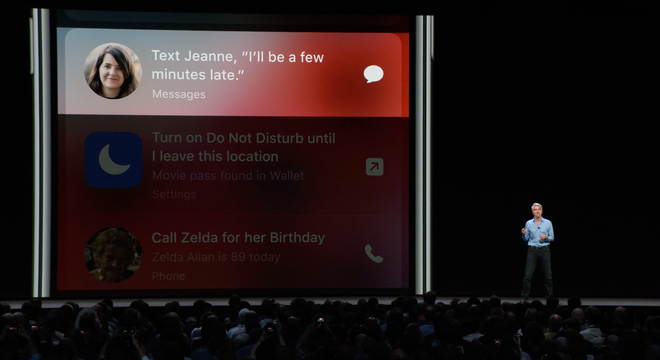 Text Jeanne, “I’ll be a few
minutes late.”
Messages
Turn on Do Not Disturb until
I leave this location
Movie pass found in Wallet
Settings
Call Zelda for her Birthday
Zelda Allan is 89 today
Phone